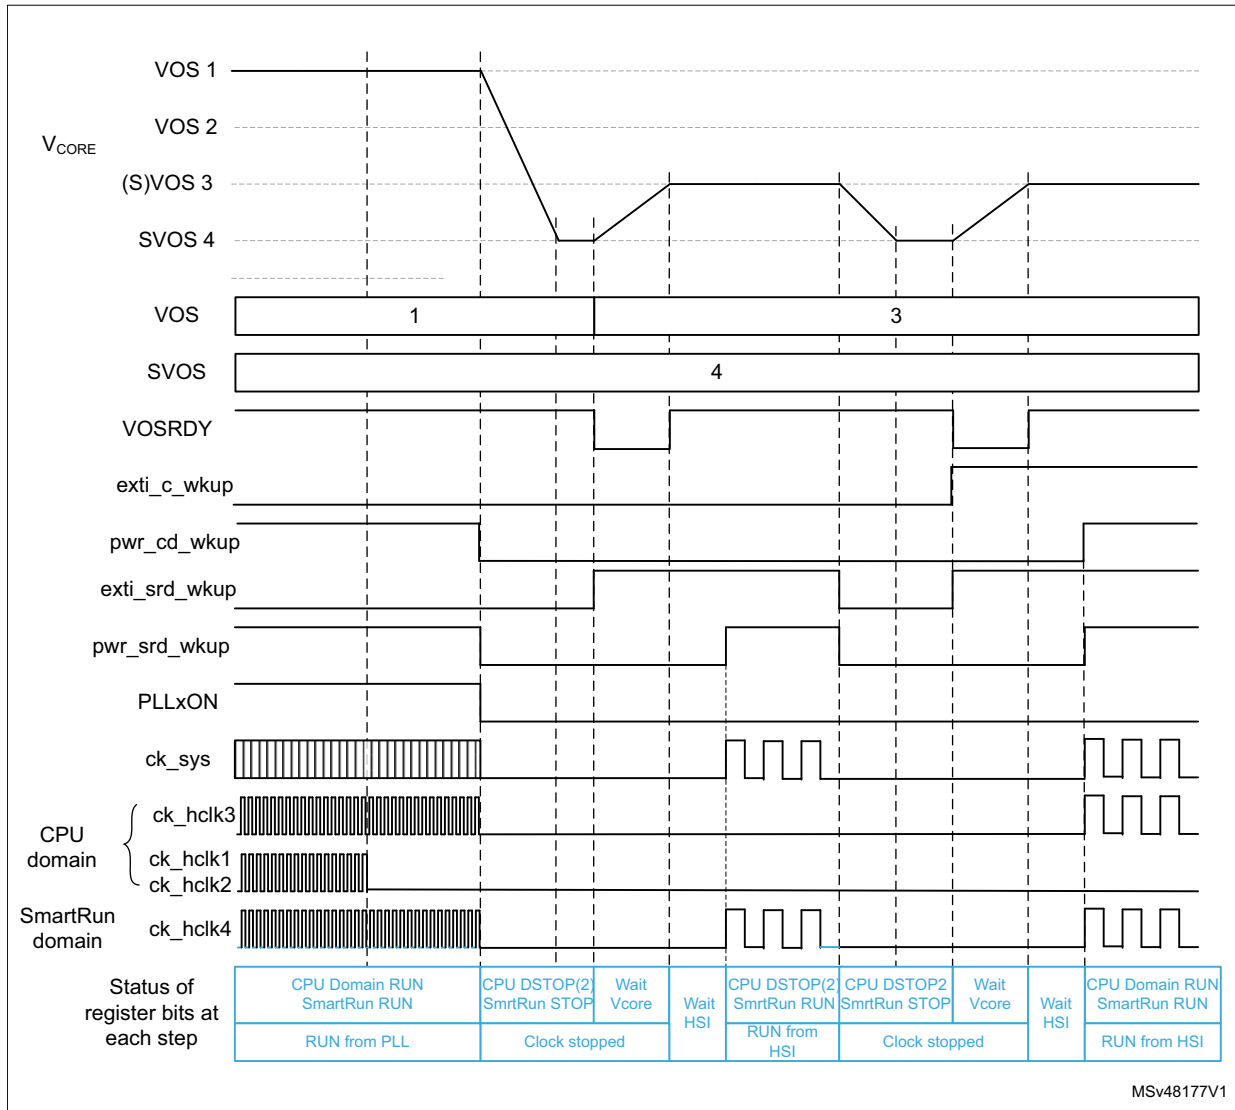 VOS 1
VOS 2
VCORE
(S)VOS 3
SVOS 4
VOS
1
3
SVOS
4
VOSRDY
exti_c_wkup
pwr_cd_wkup
exti_srd_wkup
pwr_srd_wkup
PLLxON
ck_sys
CPU
domain
ck_hclk3
ck_hclk1
ck_hclk2
SmartRun
domain
ck_hclk4
Status of
register bits at
each step
CPU Domain RUN
SmartRun RUN
RUN from PLL
CPU DSTOP(2)
SmrtRun STOP
Wait
Vcore
Clock stopped
Wait
HSI
CPU DSTOP(2)
SmrtRun RUN
RUN from
HSI
CPU DSTOP2
SmrtRun STOP
Wait
Vcore
Clock stopped
Wait
HSI
CPU Domain RUN
SmartRun RUN
RUN from HSI
MSv48177V1